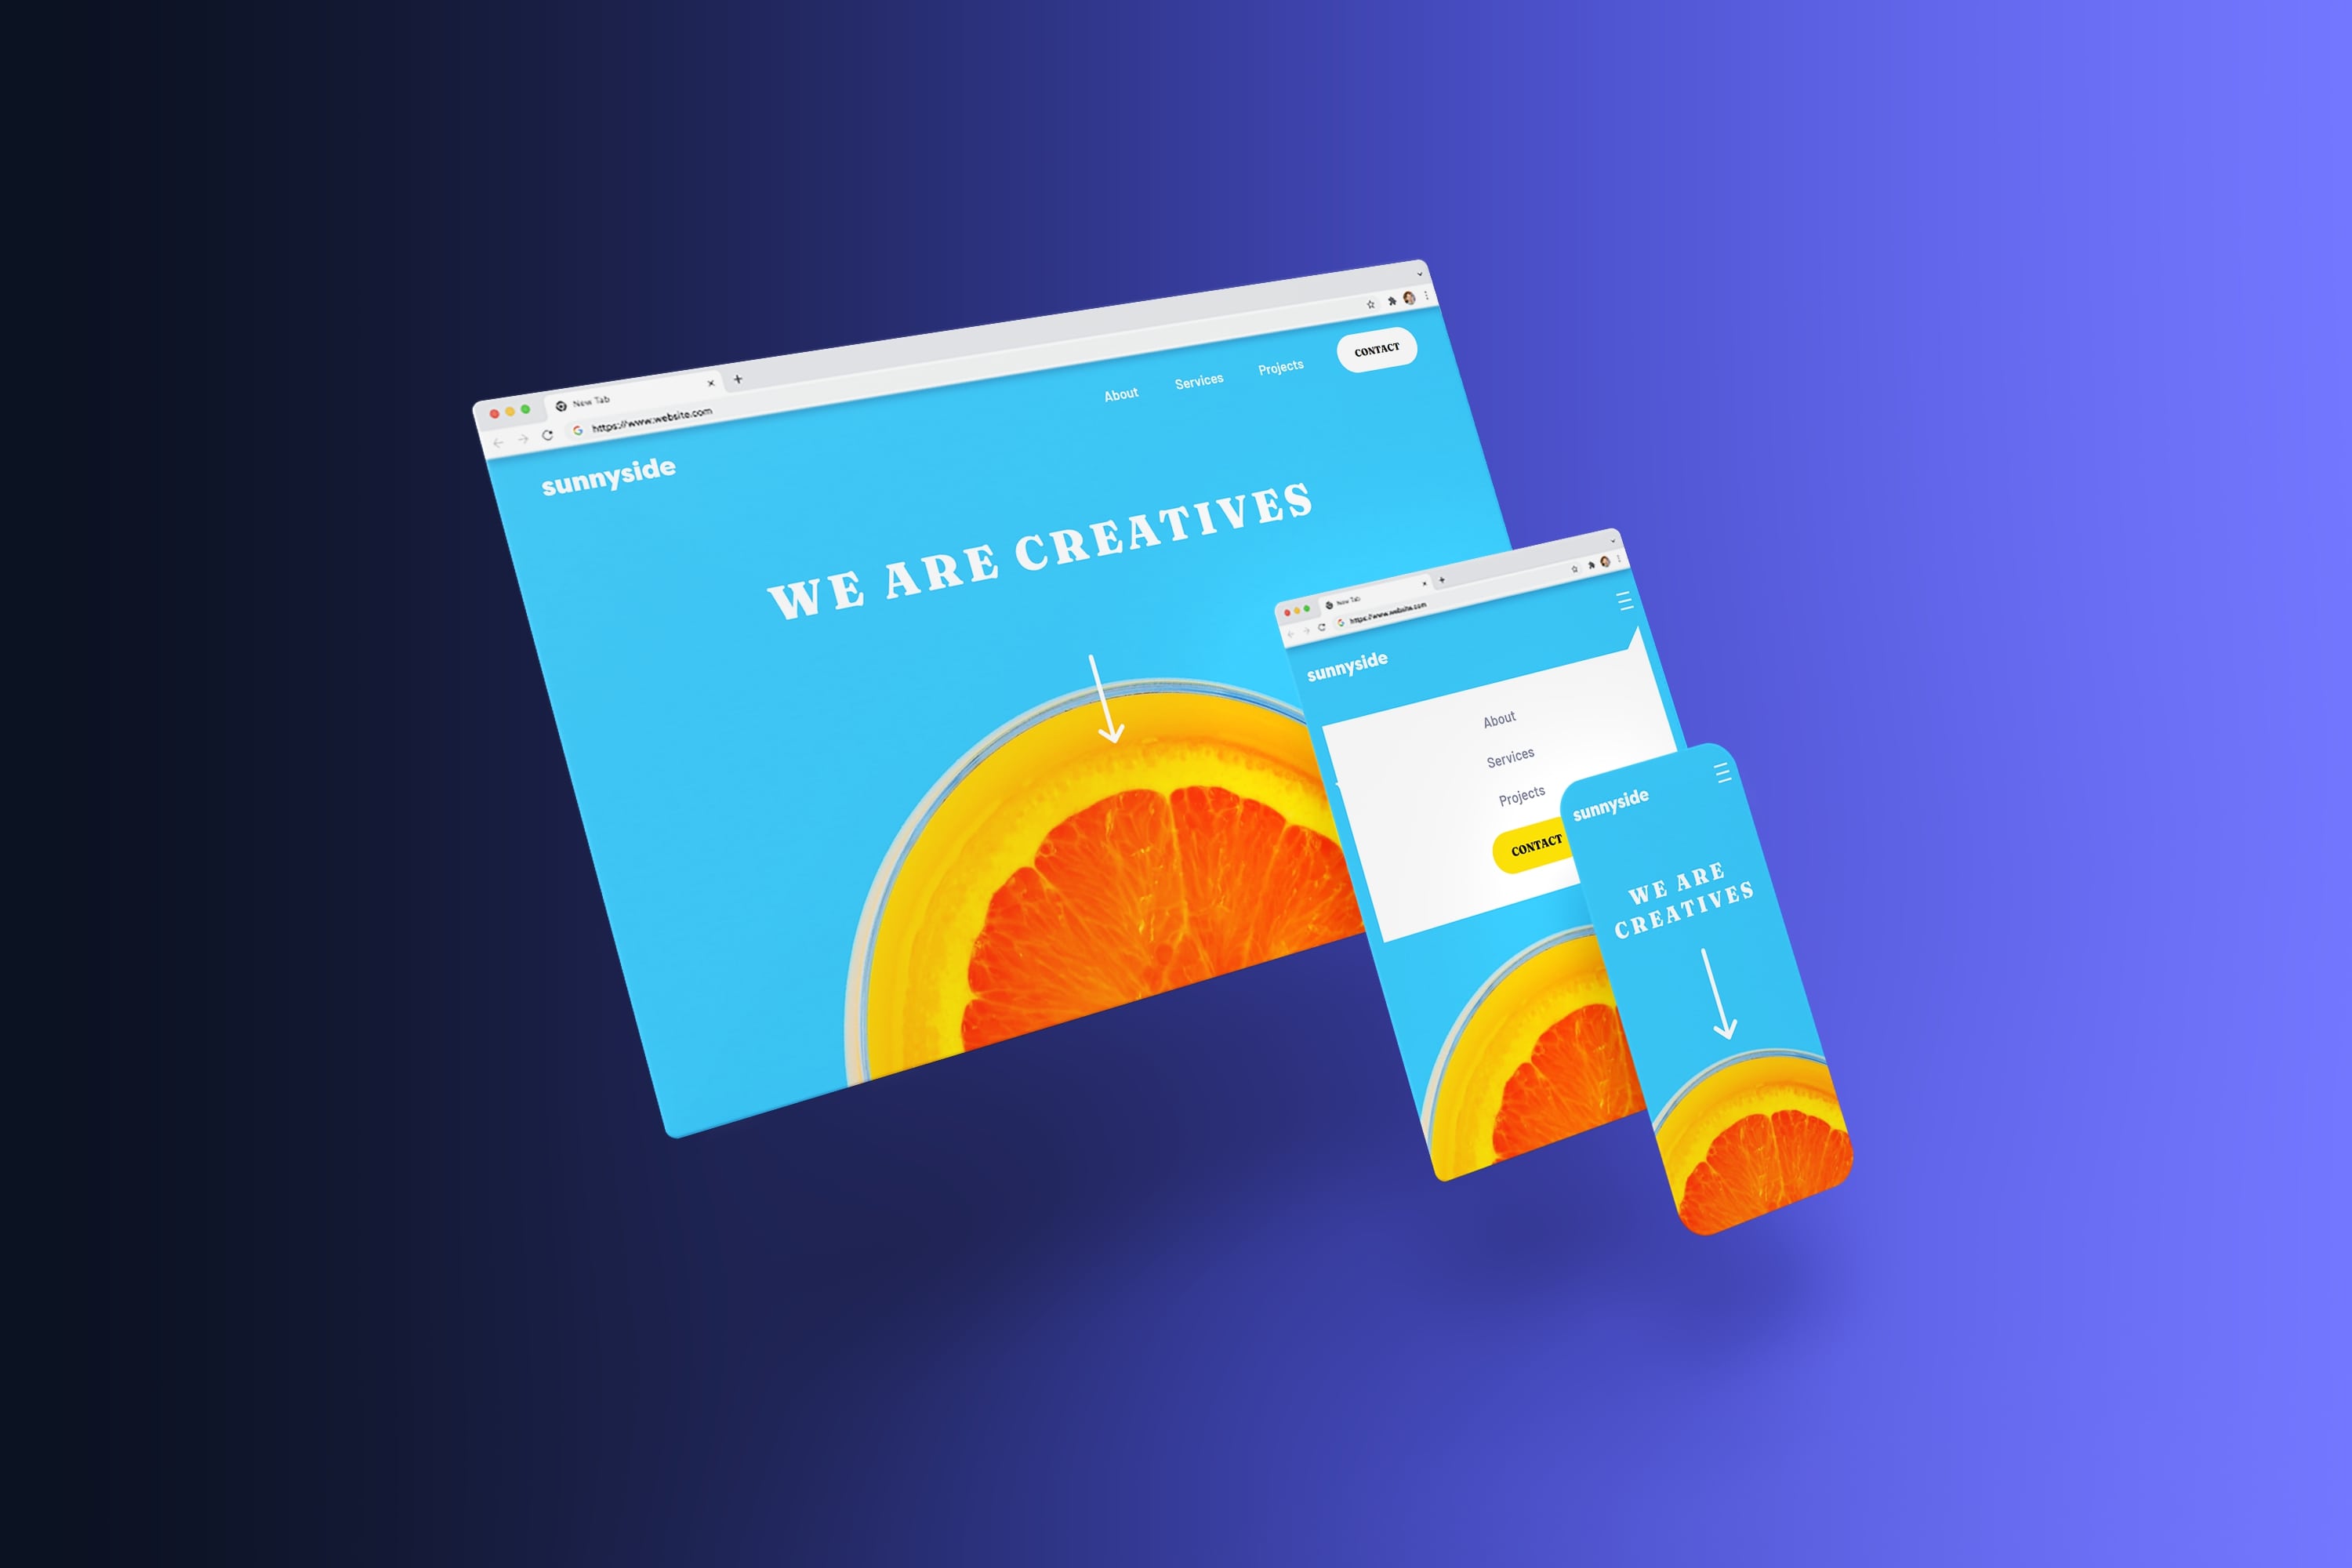 New Tab
https://www.website.com
About Services Projects CONTACT
sunnyside
WE ARE CREATIVES
New Tab
https://www.website.com
sunnyside
About
Services
Projects
CONTACT
sunnyside
WE ARE
CREATIVES